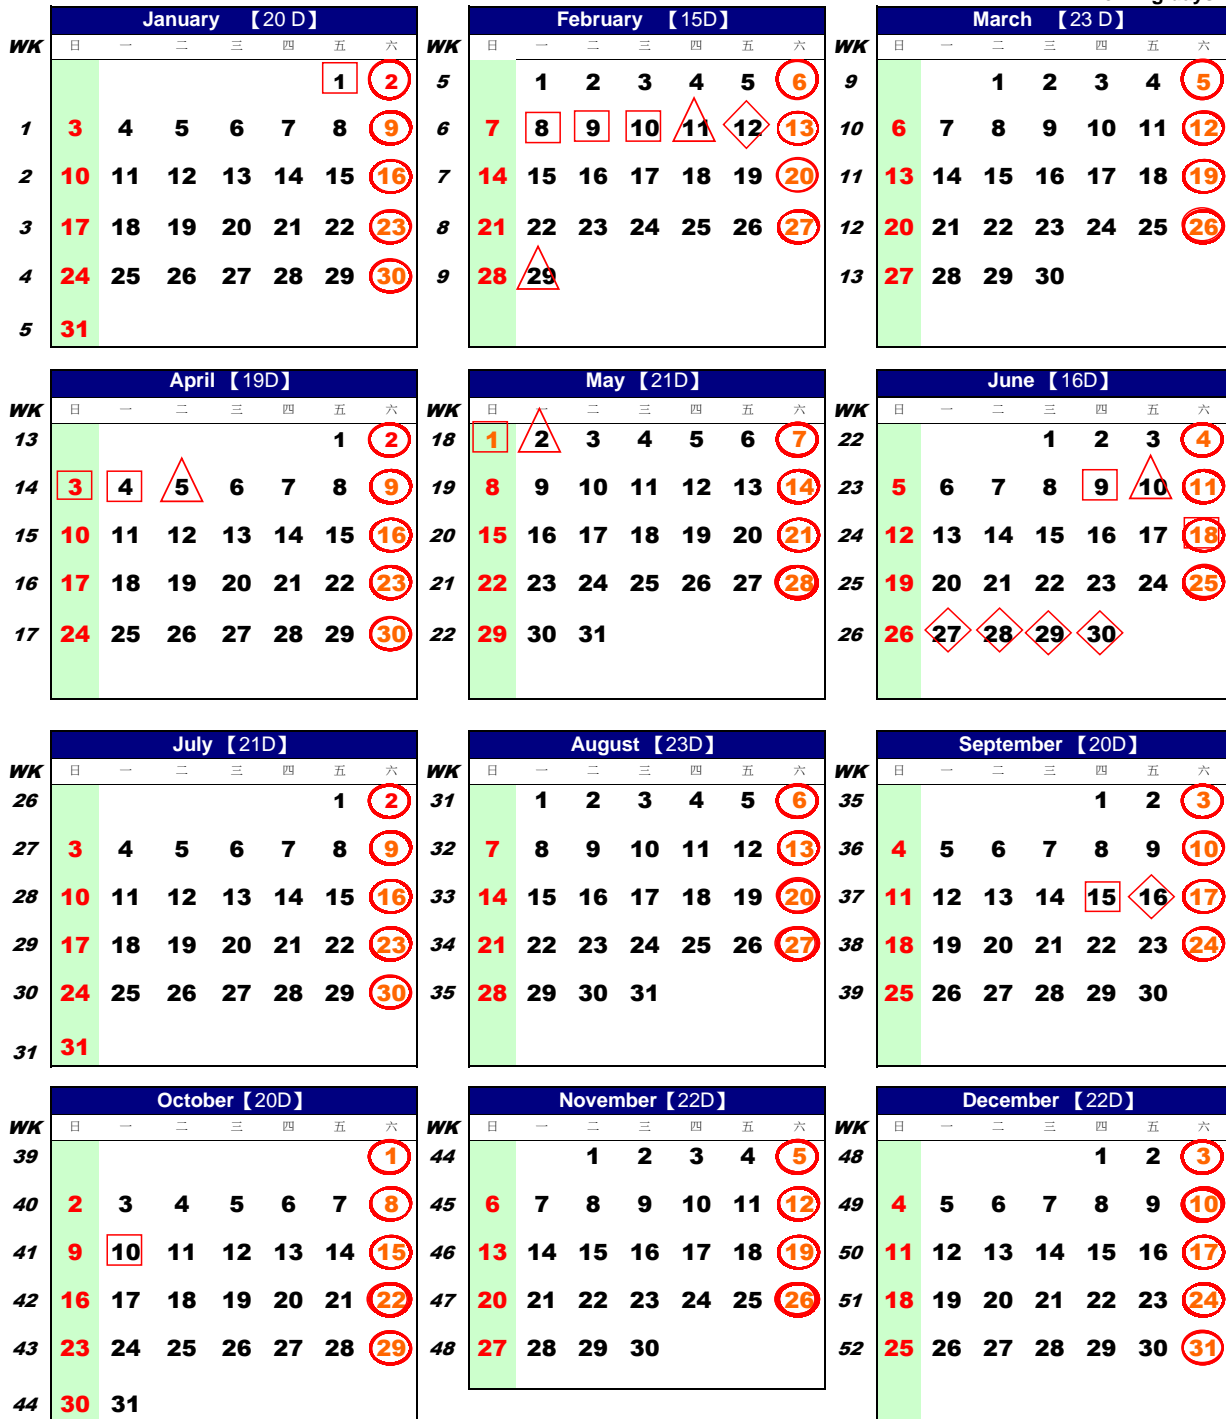 January 【20 D】 February 【15D】 March 【23 D】
WK 日 一 二 三 四 五 六 WK 日 一 二 三 四 五 六 WK 日 一 二 三 四 五 六
1 2 5 1 2 3 4 5 6 9 1 2 3 4 5
1 3 4 5 6 7 8 9 6 7 8 9 10 11 12 13 10 6 7 8 9 10 11 12
2 10 11 12 13 14 15 16 7 14 15 16 17 18 19 20 11 13 14 15 16 17 18 19
3 17 18 19 20 21 22 23 8 21 22 23 24 25 26 27 12 20 21 22 23 24 25 26
4 24 25 26 27 28 29 30 9 28 29 13 27 28 29 30
5 31
April 【19D】 May 【21D】 June 【16D】
WK 日 一 二 三 四 五 六 WK 日 一 二 三 四 五 六 WK 日 一 二 三 四 五 六
13 1 2 18 1 2 3 4 5 6 7 22 1 2 3 4
14 3 4 5 6 7 8 9 19 8 9 10 11 12 13 14 23 5 6 7 8 9 10 11
15 10 11 12 13 14 15 16 20 15 16 17 18 19 20 21 24 12 13 14 15 16 17 18
16 17 18 19 20 21 22 23 21 22 23 24 25 26 27 28 25 19 20 21 22 23 24 25
17 24 25 26 27 28 29 30 22 29 30 31 26 26 27 28 29 30
July 【21D】 August 【23D】 September 【20D】
WK 日 一 二 三 四 五 六 WK 日 一 二 三 四 五 六 WK 日 一 二 三 四 五 六
26 1 2 31 1 2 3 4 5 6 35 1 2 3
27 3 4 5 6 7 8 9 32 7 8 9 10 11 12 13 36 4 5 6 7 8 9 10
28 10 11 12 13 14 15 16 33 14 15 16 17 18 19 20 37 11 12 13 14 15 16 17
29 17 18 19 20 21 22 23 34 21 22 23 24 25 26 27 38 18 19 20 21 22 23 24
30 24 25 26 27 28 29 30 35 28 29 30 31 39 25 26 27 28 29 30
31 31
October【20D】 November【22D】 December 【22D】
WK 日 一 二 三 四 五 六 WK 日 一 二 三 四 五 六 WK 日 一 二 三 四 五 六
39 1 44 1 2 3 4 5 48 1 2 3
40 2 3 4 5 6 7 8 45 6 7 8 9 10 11 12 49 4 5 6 7 8 9 10
41 9 10 11 12 13 14 15 46 13 14 15 16 17 18 19 50 11 12 13 14 15 16 17
42 16 17 18 19 20 21 22 47 20 21 22 23 24 25 26 51 18 19 20 21 22 23 24
43 23 24 25 26 27 28 29 48 27 28 29 30 52 25 26 27 28 29 30 31
44 30 31